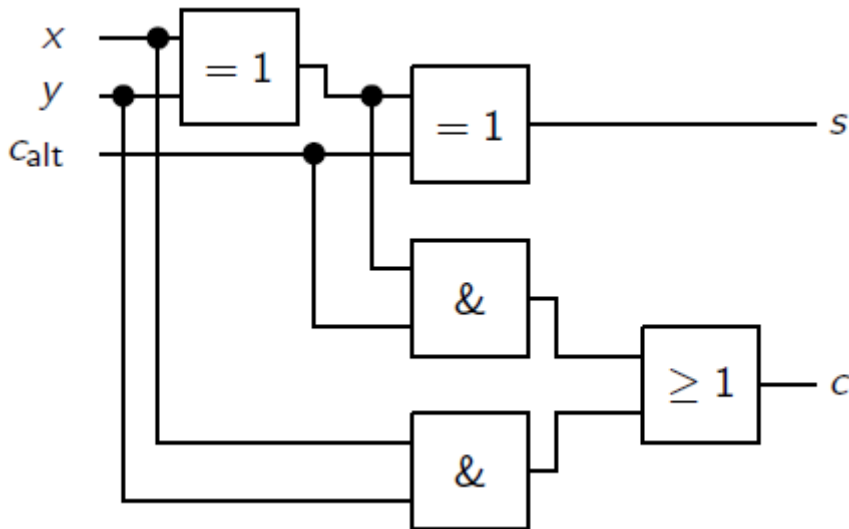 x
= 1
y
= 1
s
c_alt
&
≥ 1
c
&